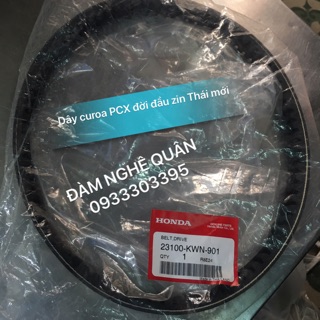 Dây curoa PCX dời đầu zin Thái mới
ĐÀM NGHỆ QUÂN
0933303395
HONDA
BELT, DRIVE
23100-KWN-901
QTY 1